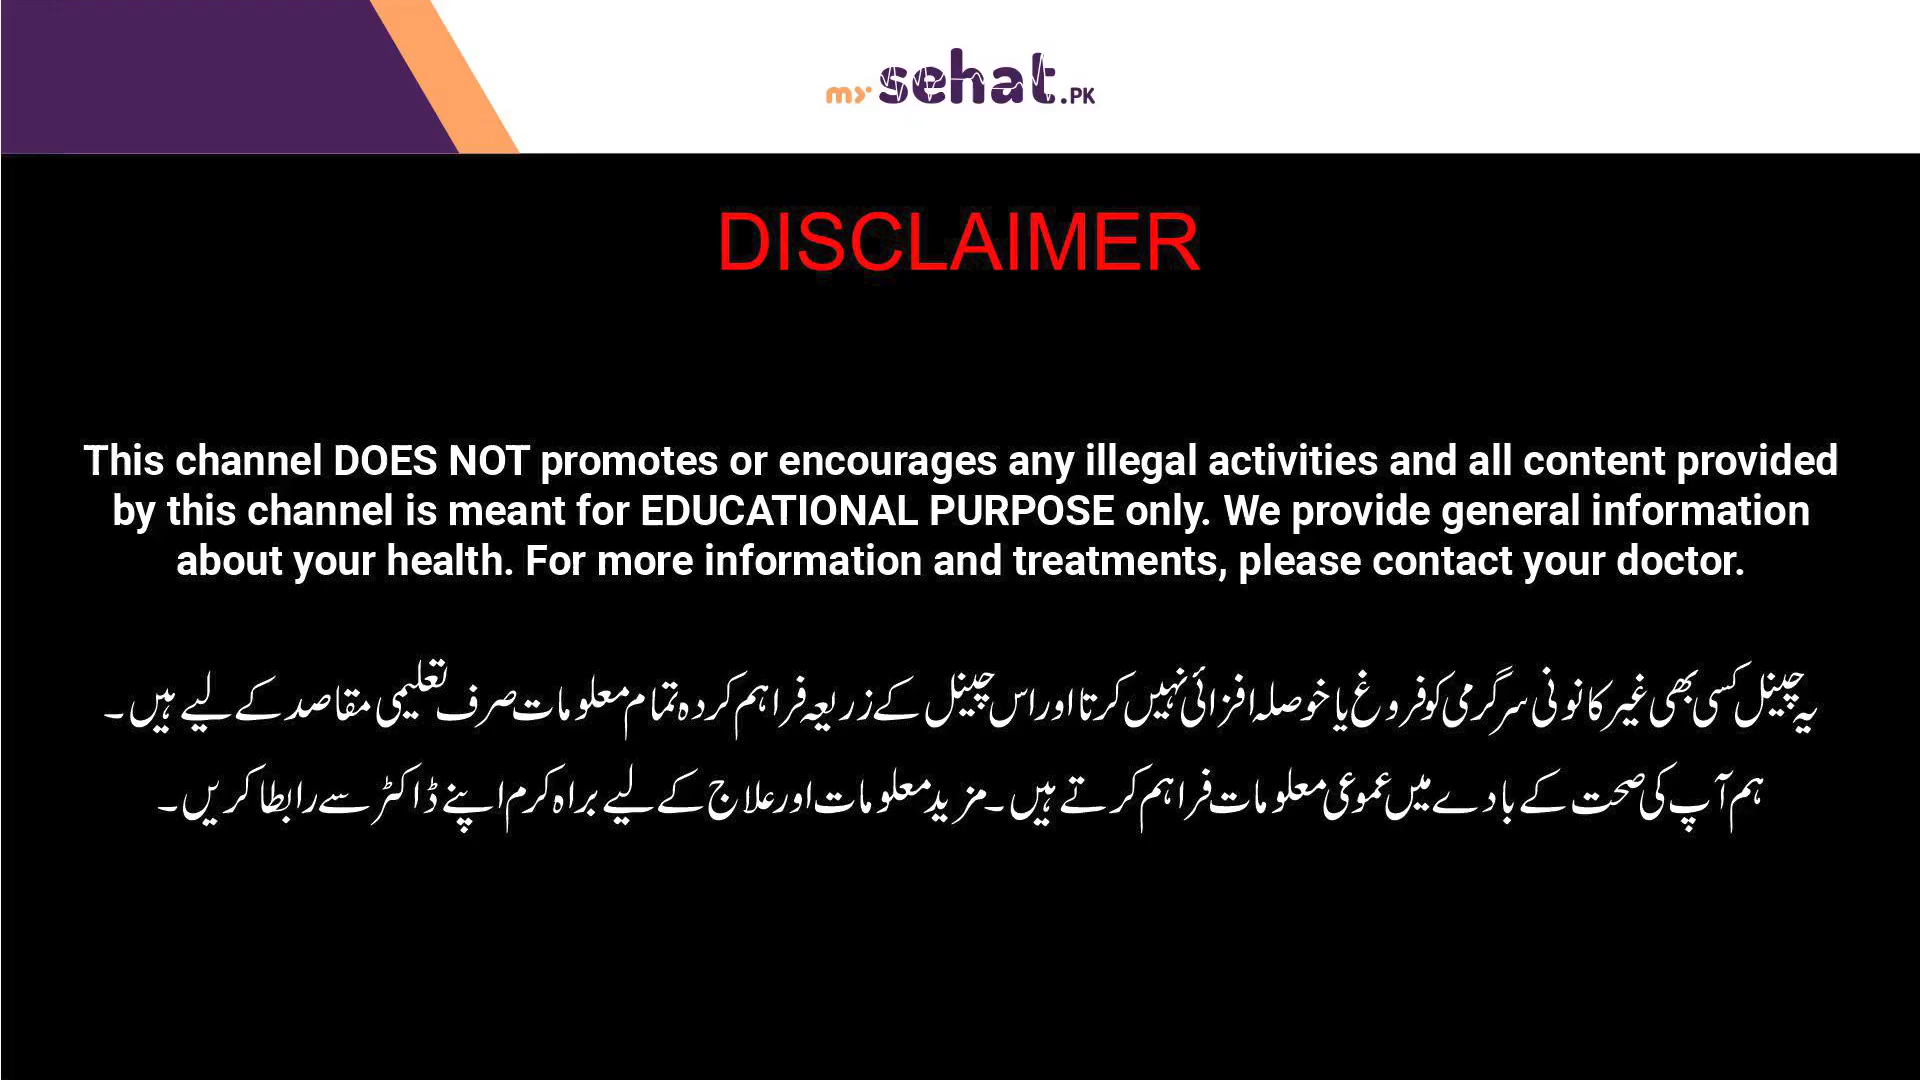 my sehat.PK
DISCLAIMER
This channel DOES NOT promotes or encourages any illegal activities and all content provided
by this channel is meant for EDUCATIONAL PURPOSE only. We provide general information
about your health. For more information and treatments, please contact your doctor.
یہ چینل کسی بھی غیر کانونی سرگرمی کو فروغ یا خوصلہ افزائی نہیں کرتا اور اس چینل کے زریعہ فراہم کردہ تمام معلومات صرف تعلیمی مقاصد کے لیے ہیں۔
ہم آپ کی صحت کے بادے میں عموعی معلومات فراہم کرتے ہیں۔ مزید معلومات اور علاج کے لیے براہ کرم اپنے ڈاکٹر سے رابطا کریں۔